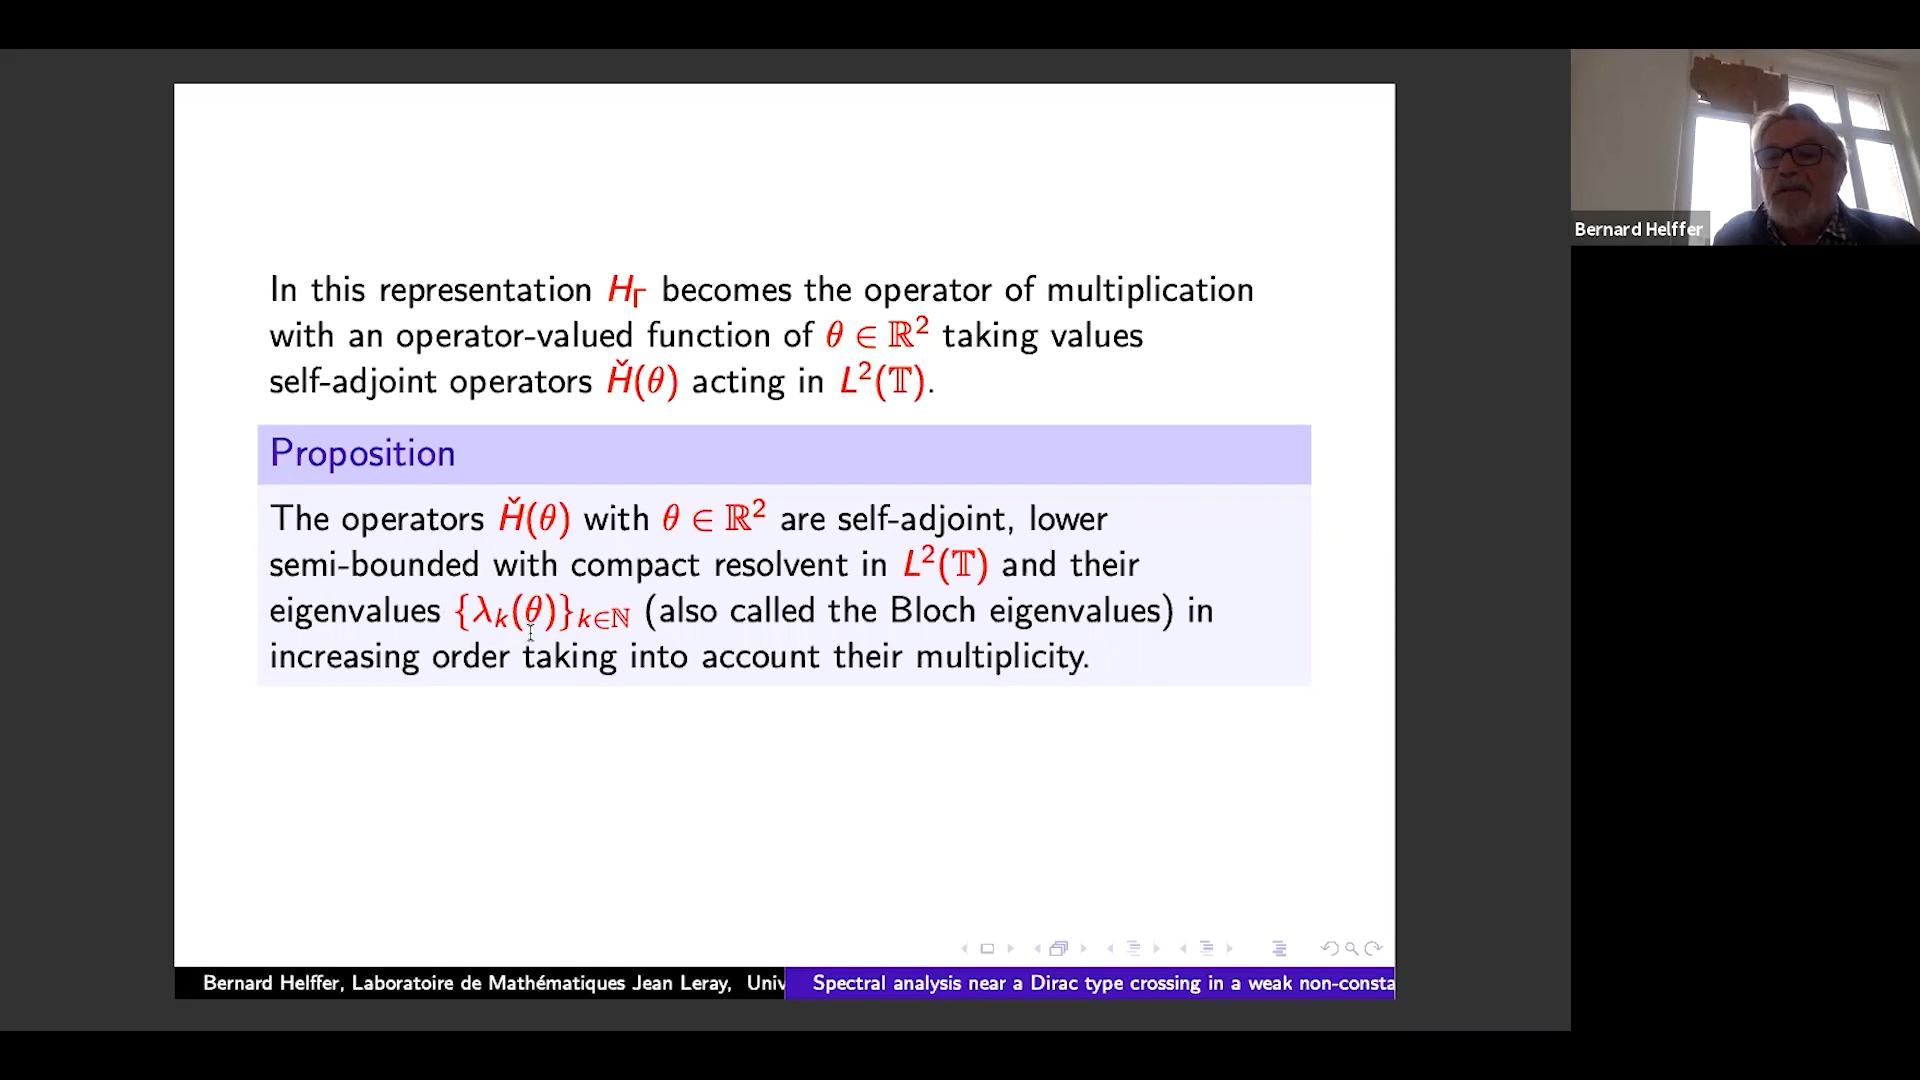 Bernard Helffer
In this representation H_Γ becomes the operator of multiplication
with an operator-valued function of θ ∈ ℝ² taking values
self-adjoint operators Ȟ(θ) acting in L²(𝕋).
Proposition
The operators Ȟ(θ) with θ ∈ ℝ² are self-adjoint, lower
semi-bounded with compact resolvent in L²(𝕋) and their
eigenvalues {λ_k(θ)}_{k∈ℕ} (also called the Bloch eigenvalues) in
increasing order taking into account their multiplicity.
Bernard Helffer, Laboratoire de Mathématiques Jean Leray, Univ
Spectral analysis near a Dirac type crossing in a weak non-consta